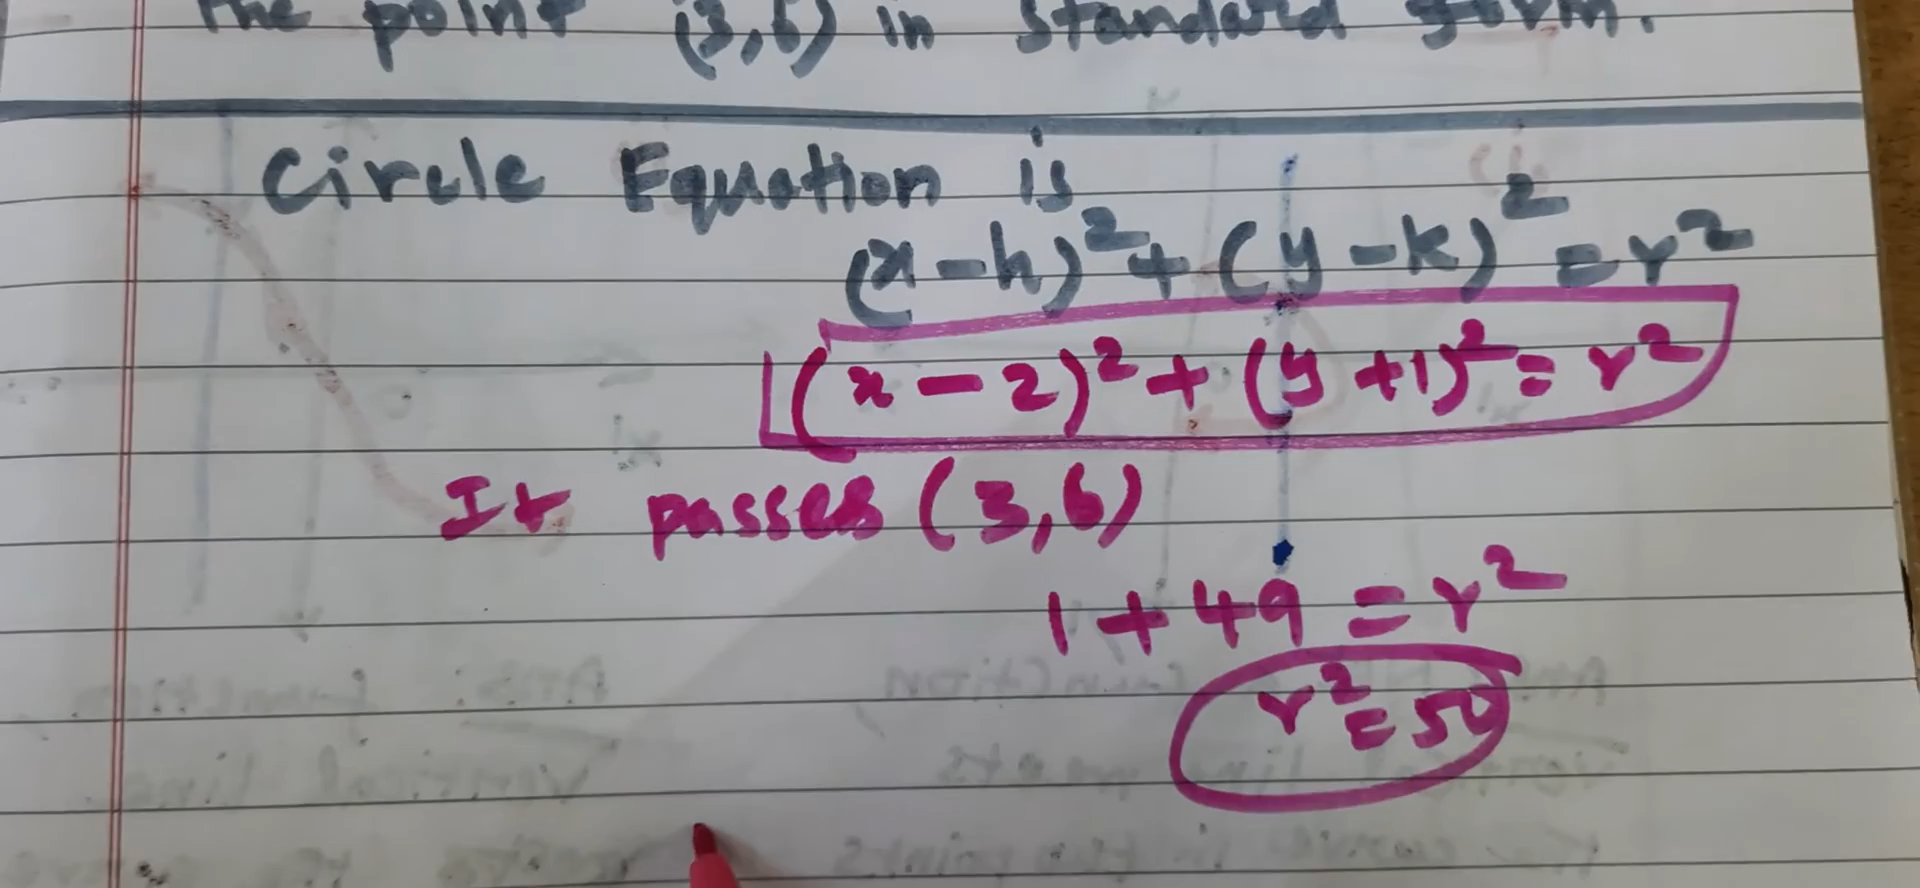 The point (3,6) in standard form.
Circle Equation is
(x-h)² + (y-k)² = r²
(x-2)² + (y+1)² = r²
It passes (3,6)
1+49 = r²
r² = 50